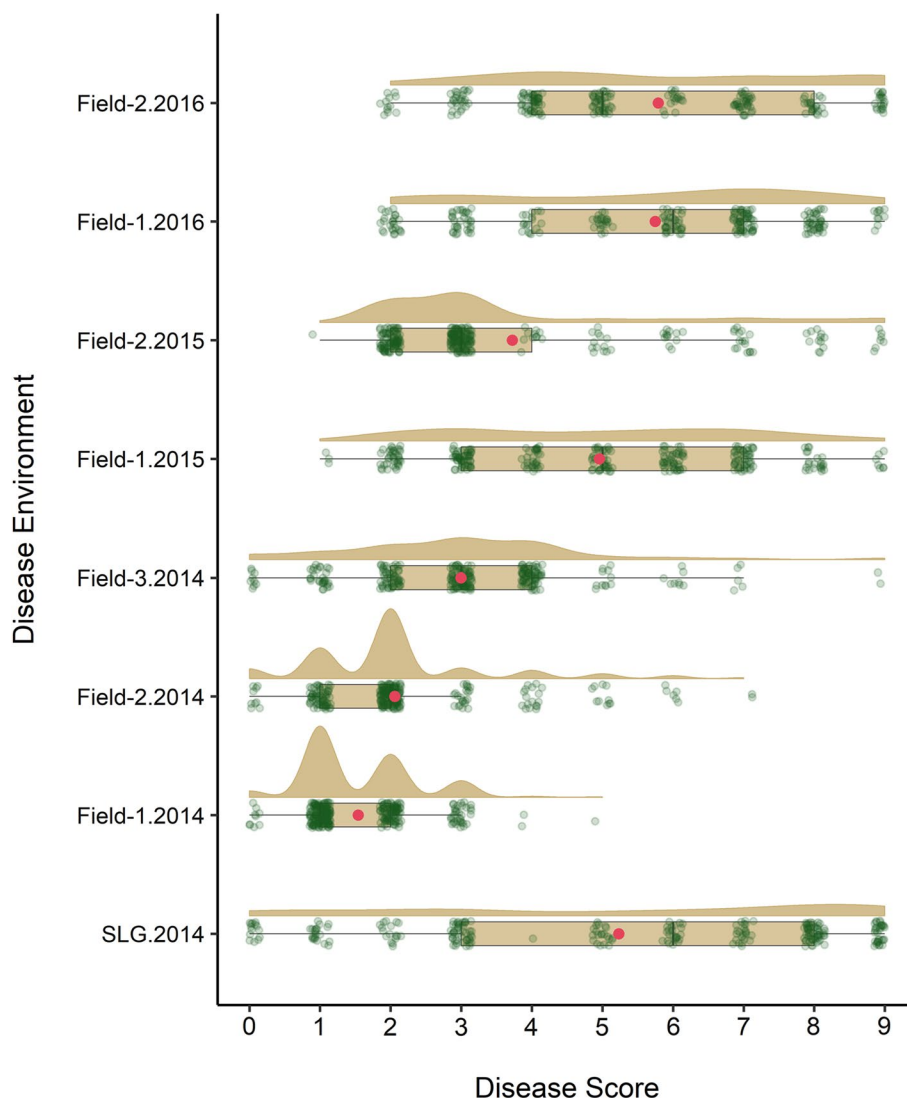 Field-2.2016
Field-1.2016
Field-2.2015
Field-1.2015
Field-3.2014
Field-2.2014
Field-1.2014
SLG.2014
Disease Environment
0 1 2 3 4 5 6 7 8 9
Disease Score